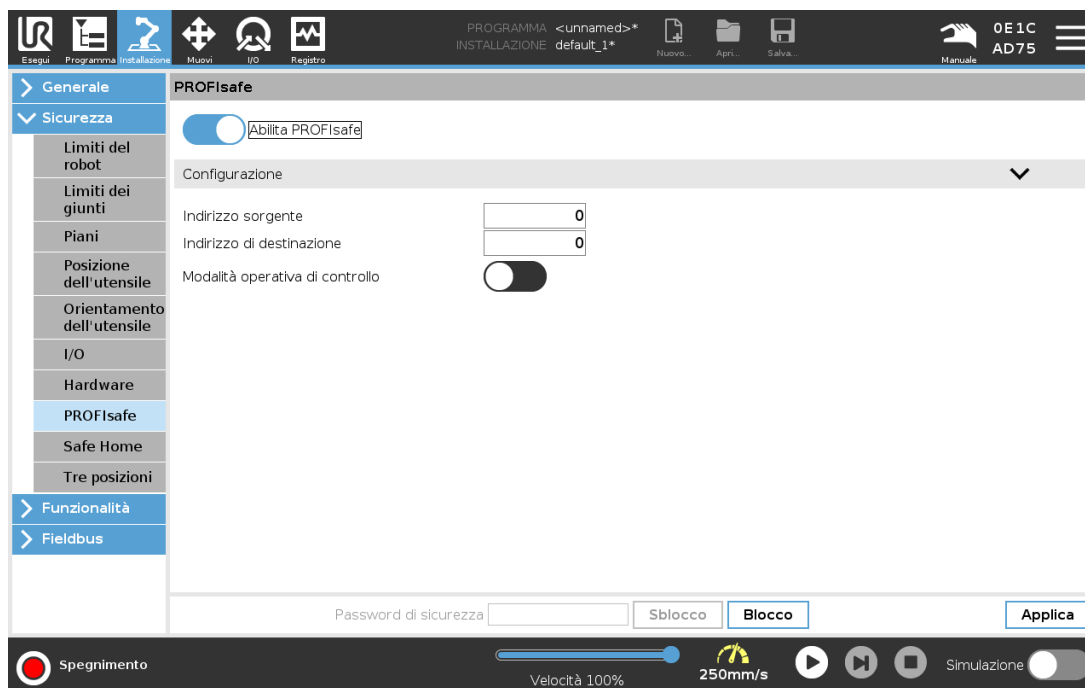 PROGRAMMA <unnamed>*
INSTALLAZIONE default_1*
UR
Esegui Programma Installazione Muovi I/O Registro
Nuovo... Apri... Salva...
Manuale
0E1C
AD75
Generale
Sicurezza
Limiti del
robot
Limiti dei
giunti
Piani
Posizione
dell'utensile
Orientamento
dell'utensile
I/O
Hardware
PROFIsafe
Safe Home
Tre posizioni
Funzionalità
Fieldbus
PROFIsafe
Abilita PROFIsafe
Configurazione
Indirizzo sorgente 0
Indirizzo di destinazione 0
Modalità operativa di controllo
Password di sicurezza Sblocco Blocco Applica
Spegnimento
Velocità 100%
250mm/s
Simulazione